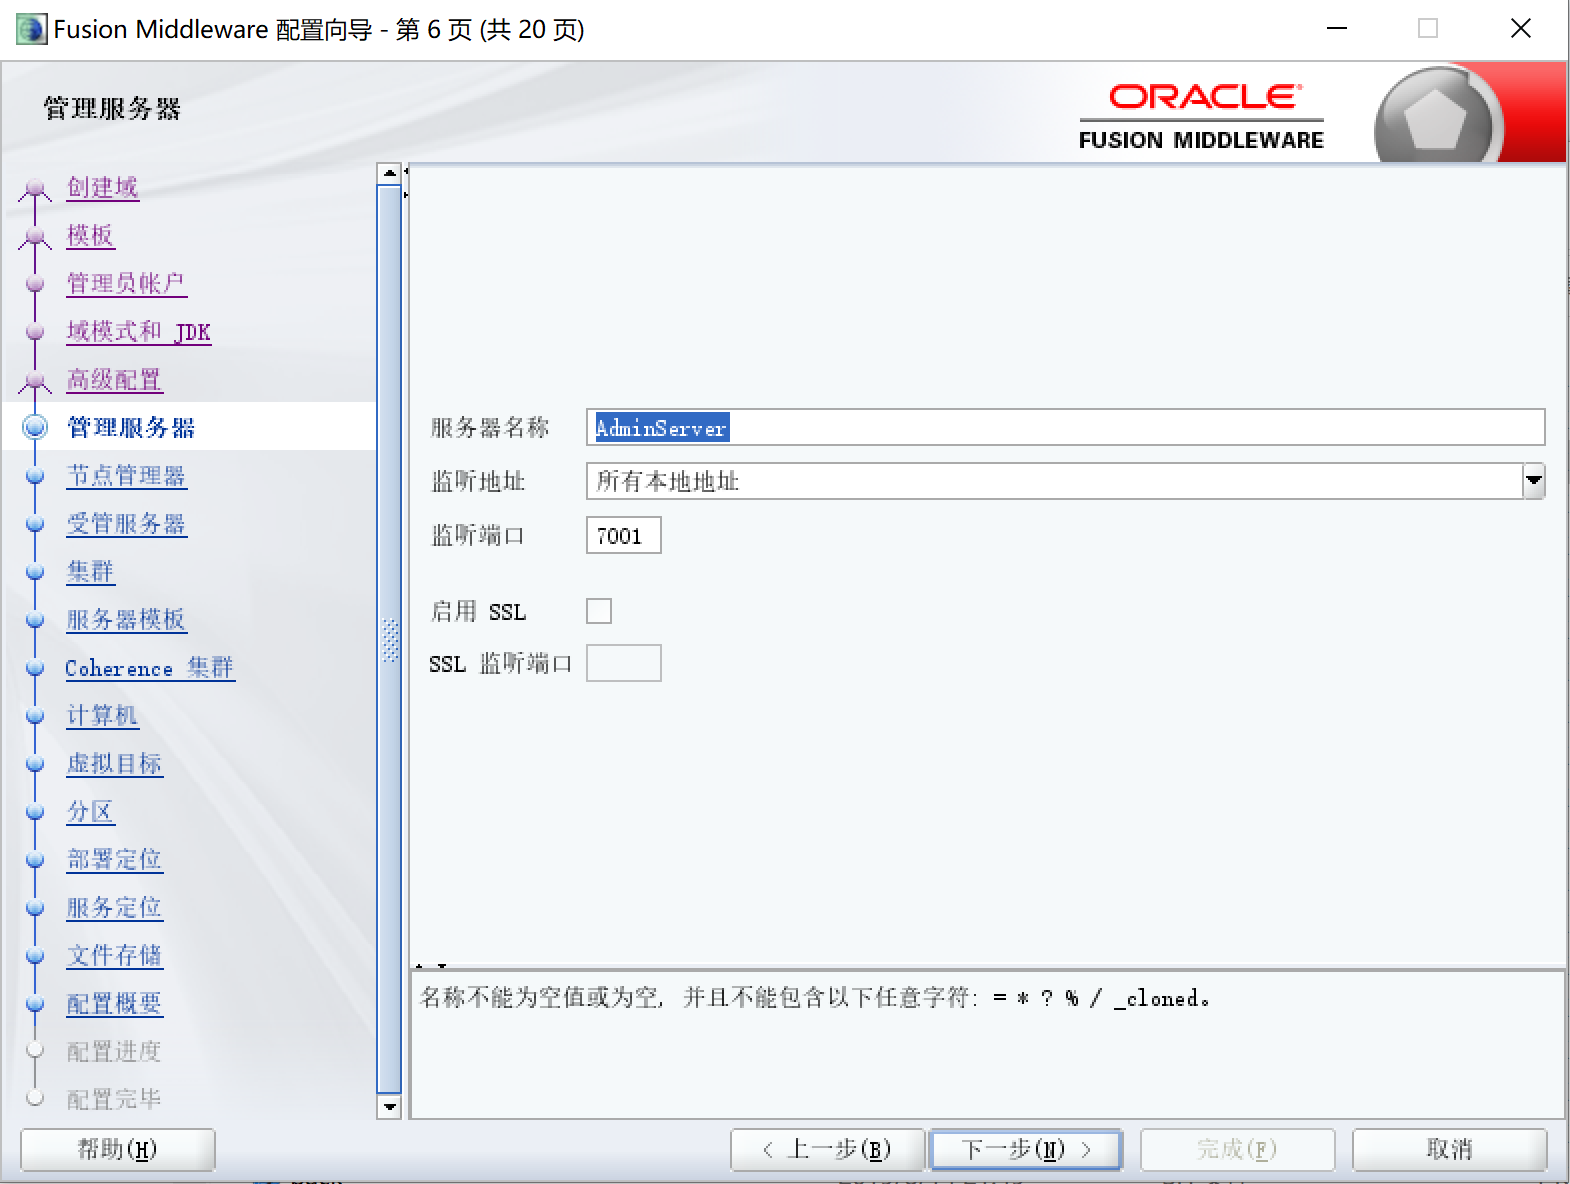 Fusion Middleware 配置向导 - 第 6 页 (共 20 页)
管理服务器
ORACLE
FUSION MIDDLEWARE
创建域
模板
管理员帐户
域模式和 JDK
高级配置
管理服务器
节点管理器
受管服务器
集群
服务器模板
Coherence 集群
计算机
虚拟目标
分区
部署定位
服务定位
文件存储
配置概要
配置进度
配置完毕
服务器名称 AdminServer
监听地址 所有本地地址
监听端口 7001
启用 SSL
SSL 监听端口
名称不能为空值或为空, 并且不能包含以下任意字符: = * ? % / _cloned。
帮助(H) < 上一步(B) 下一步(N) > 完成(F) 取消